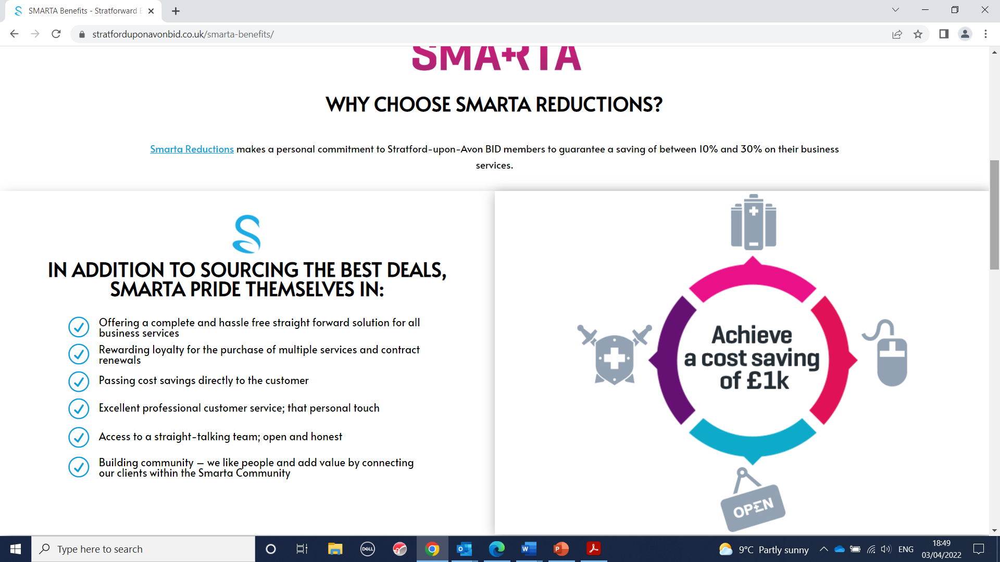 SMARTA Benefits - Stratforward
stratforduponavonbid.co.uk/smarta-benefits/
SMARTA
WHY CHOOSE SMARTA REDUCTIONS?
Smarta Reductions makes a personal commitment to Stratford-upon-Avon BID members to guarantee a saving of between 10% and 30% on their business
services.
IN ADDITION TO SOURCING THE BEST DEALS,
SMARTA PRIDE THEMSELVES IN:
Offering a complete and hassle free straight forward solution for all
business services
Rewarding loyalty for the purchase of multiple services and contract
renewals
Passing cost savings directly to the customer
Excellent professional customer service; that personal touch
Access to a straight-talking team; open and honest
Building community – we like people and add value by connecting
our clients within the Smarta Community
Achieve
a cost saving
of £1k
OPEN
Type here to search
DELL
9°C Partly sunny
ENG
18:49
03/04/2022